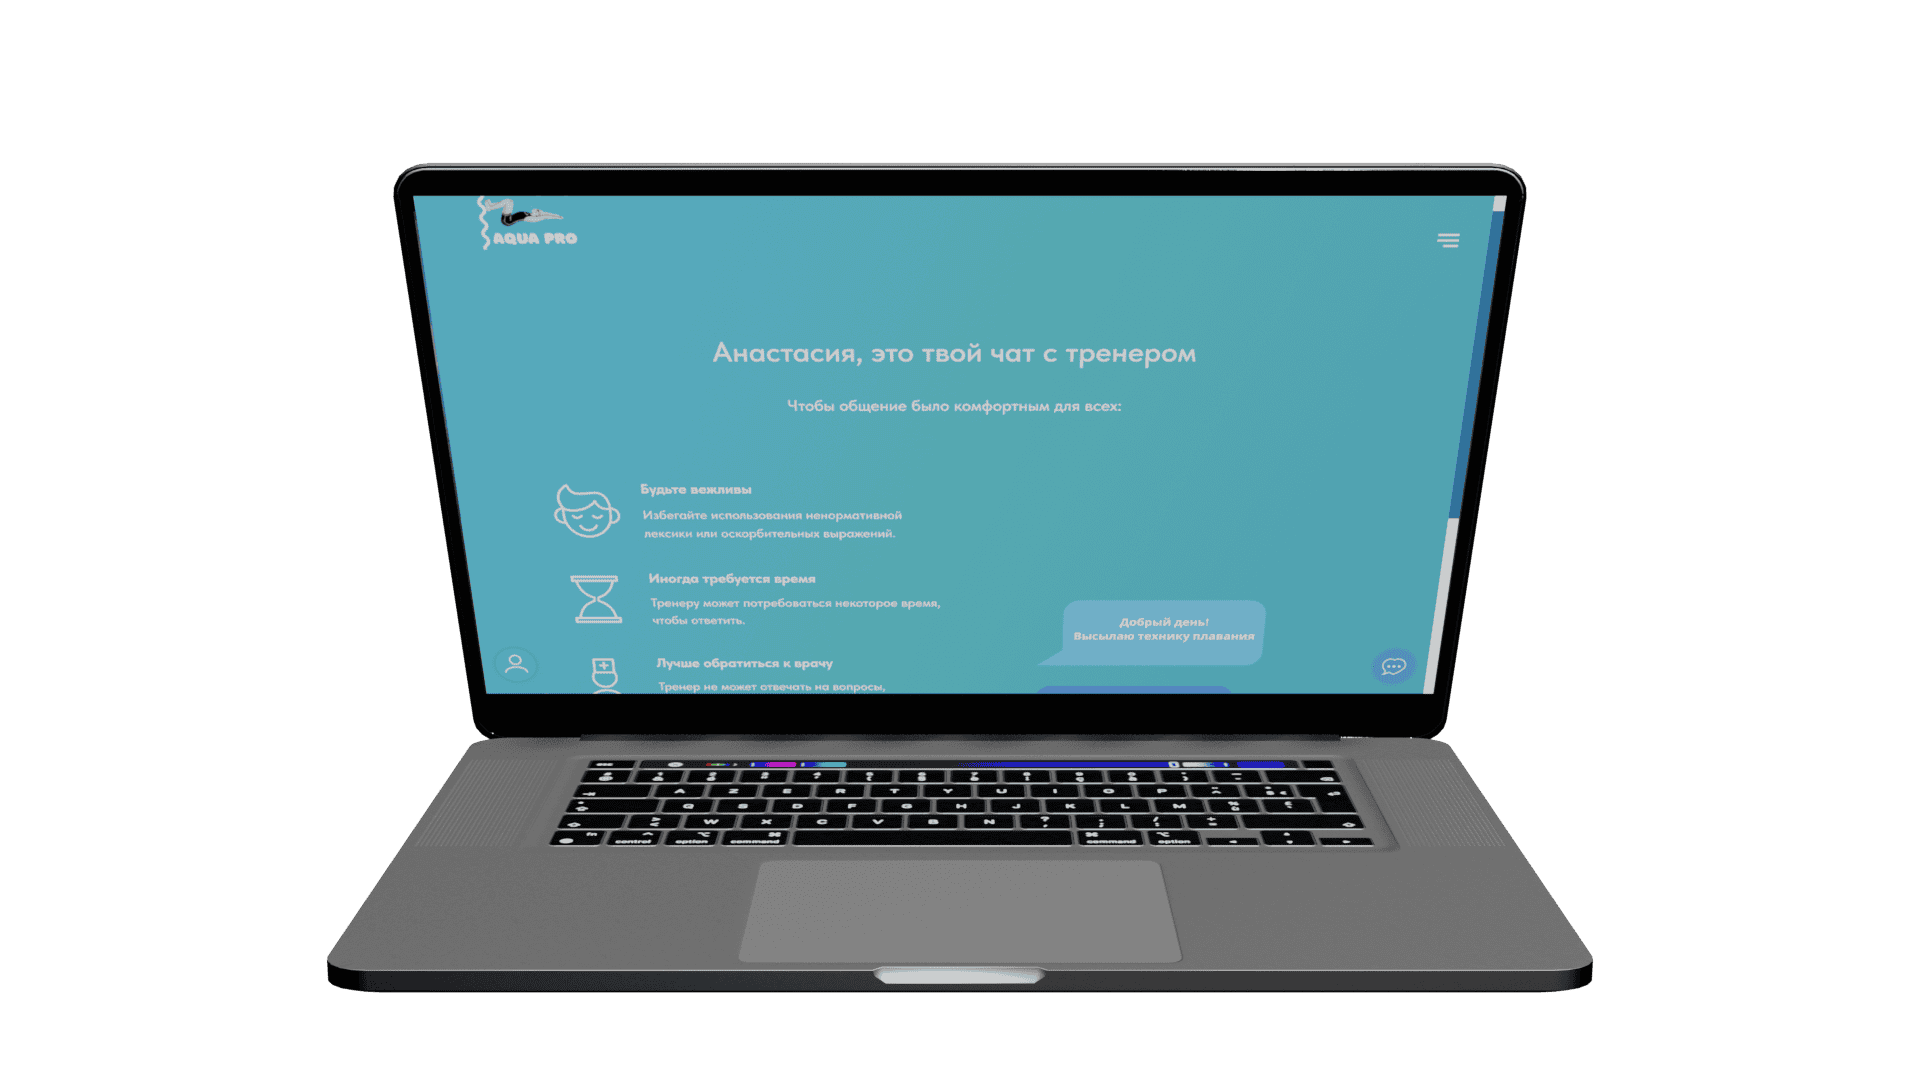 AQUA PRO
Анастасия, это твой чат с тренером
Чтобы общение было комфортным для всех:
Будьте вежливы
Избегайте использования ненормативной
лексики или оскорбительных выражений.
Иногда требуется время
Тренеру может потребоваться некоторое время,
чтобы ответить.
Лучше обратиться к врачу
Тренер не может отвечать на вопросы,
Добрый день!
Высылаю технику плавания
A Z E R T Y U I O P
Q S D F G H J K L M
W X C V B N
fn control option command command option